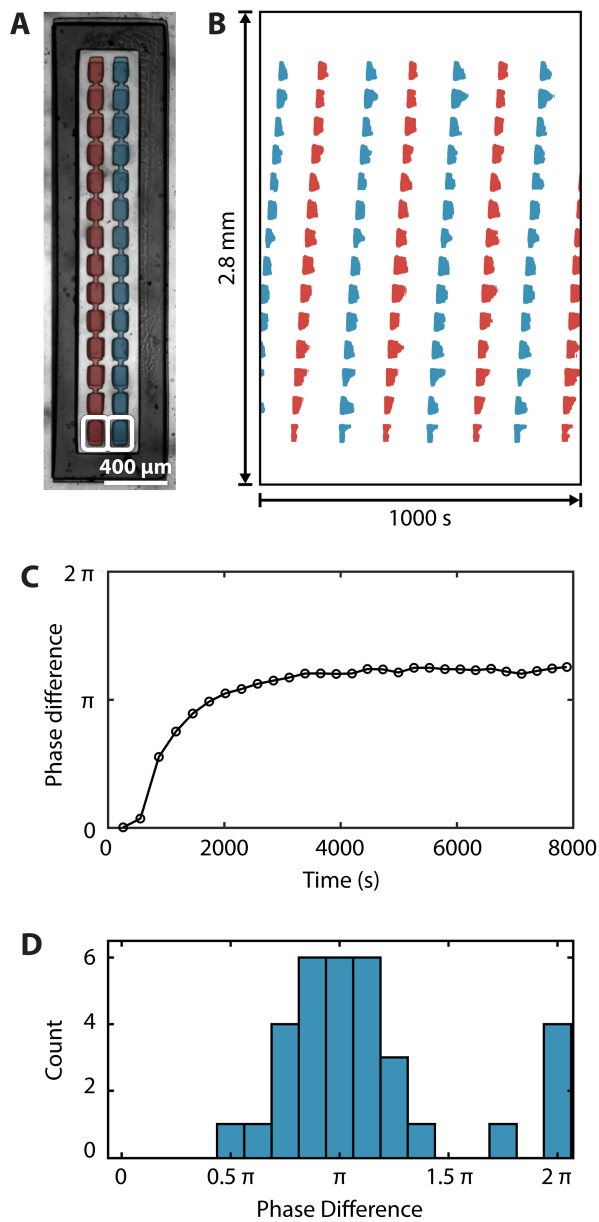 A
B
400 μm
2.8 mm
1000 s
C
2 π
π
0
Phase difference
0
2000
4000
6000
8000
Time (s)
D
6
4
2
0
Count
0
0.5 π
π
1.5 π
2 π
Phase Difference